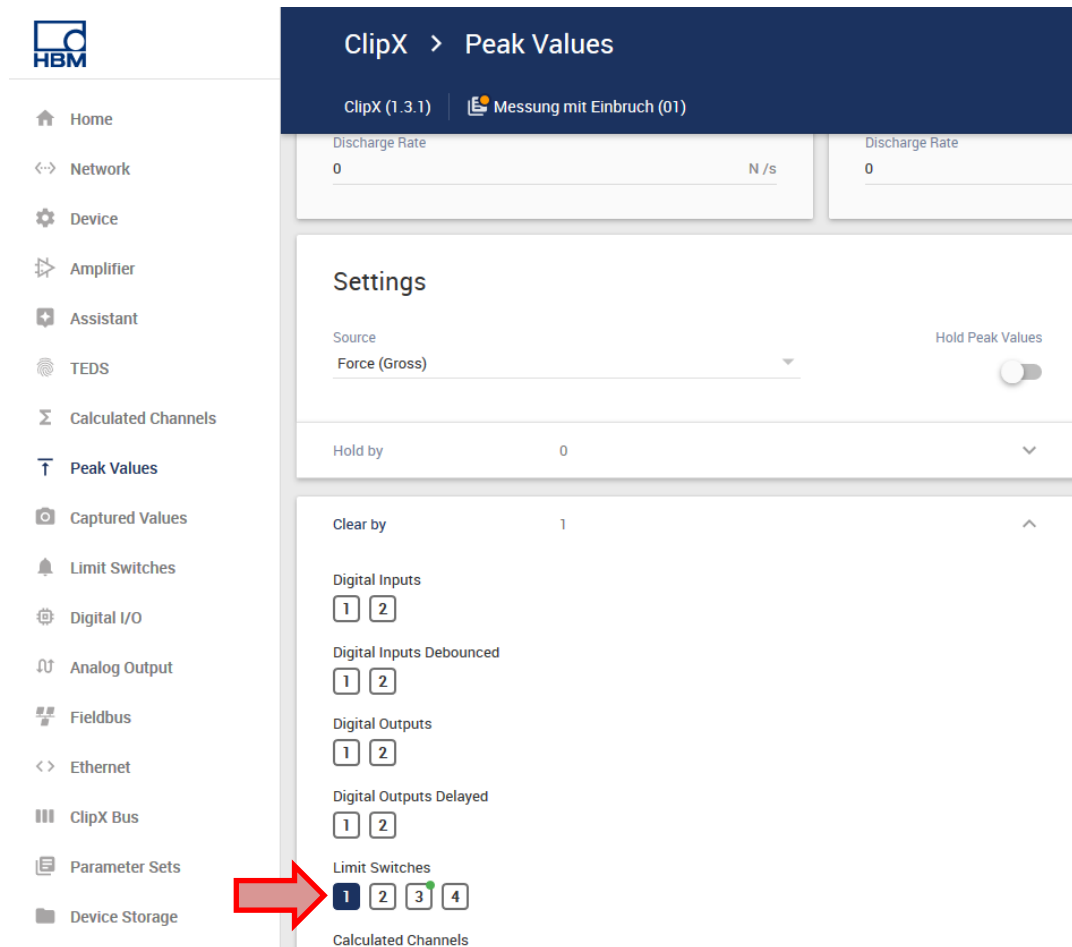 HBM
Home
Network
Device
Amplifier
Assistant
TEDS
Calculated Channels
Peak Values
Captured Values
Limit Switches
Digital I/O
Analog Output
Fieldbus
Ethernet
ClipX Bus
Parameter Sets
Device Storage
ClipX > Peak Values
ClipX (1.3.1) Messung mit Einbruch (01)
Discharge Rate Discharge Rate
0 N /s 0
Settings
Source Hold Peak Values
Force (Gross)
Hold by 0
Clear by 1
Digital Inputs
1 2
Digital Inputs Debounced
1 2
Digital Outputs
1 2
Digital Outputs Delayed
1 2
Limit Switches
1 2 3 4
Calculated Channels